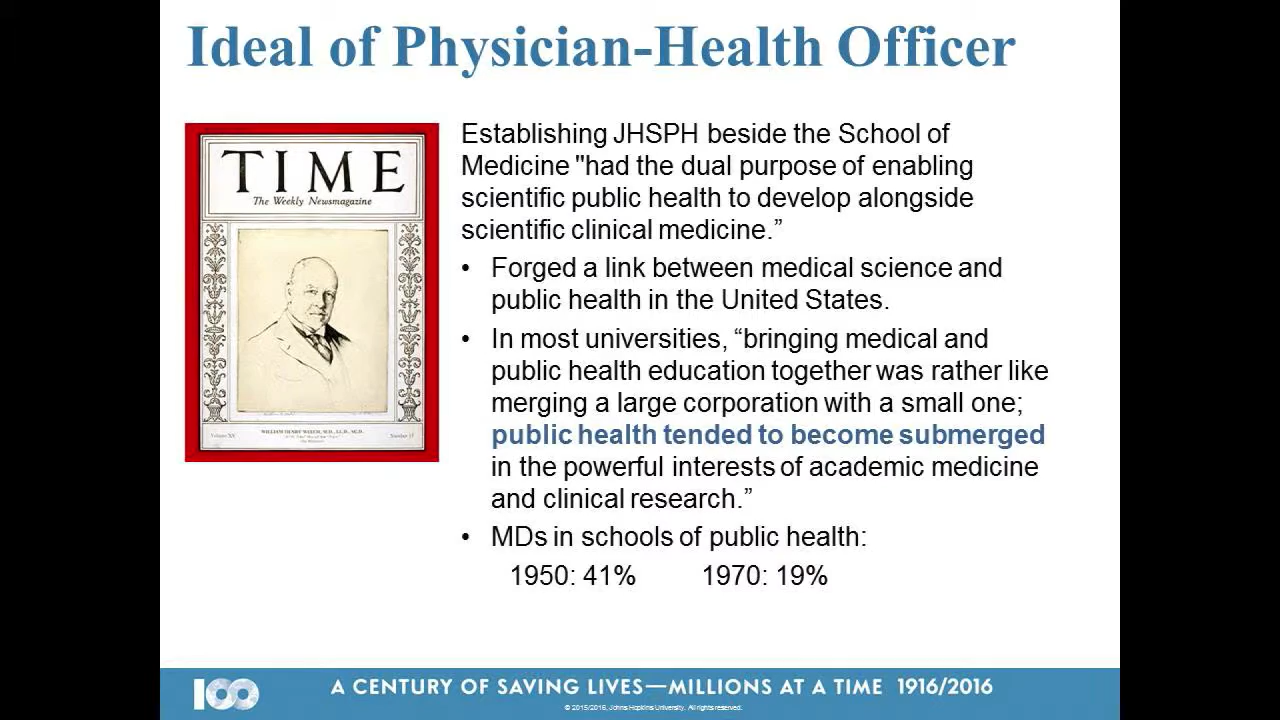 Ideal of Physician-Health Officer
TIME
The Weekly Newsmagazine
WILLIAM HENRY WELCH, M.D., LL.D., SC.D.
Volume XV
Number 15
Establishing JHSPH beside the School of
Medicine "had the dual purpose of enabling
scientific public health to develop alongside
scientific clinical medicine.”
• Forged a link between medical science and
public health in the United States.
• In most universities, “bringing medical and
public health education together was rather like
merging a large corporation with a small one;
public health tended to become submerged
in the powerful interests of academic medicine
and clinical research.”
• MDs in schools of public health:
1950: 41% 1970: 19%
100
A CENTURY OF SAVING LIVES—MILLIONS AT A TIME 1916/2016
© 2015/2016, Johns Hopkins University. All rights reserved.